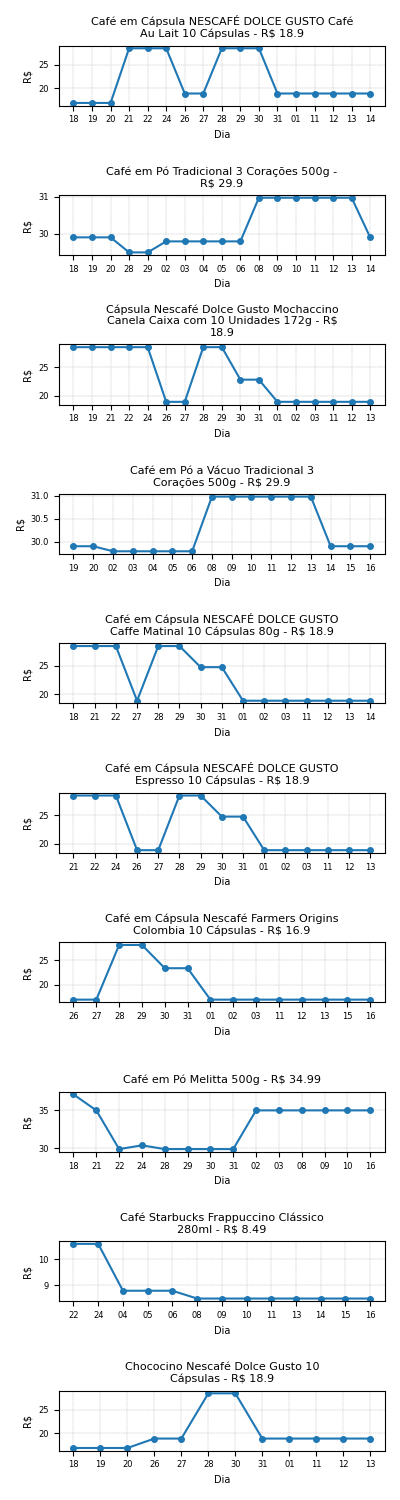 Café em Cápsula NESCAFÉ DOLCE GUSTO Café
Au Lait 10 Cápsulas - R$ 18.9
25
20
R$
18 19 20 21 22 24 26 27 28 29 30 31 01 11 12 13 14
Dia
Café em Pó Tradicional 3 Corações 500g -
R$ 29.9
31
30
R$
18 19 20 28 29 02 03 04 05 06 08 09 10 11 12 13 14
Dia
Cápsula Nescafé Dolce Gusto Mochaccino
Canela Caixa com 10 Unidades 172g - R$
18.9
25
20
R$
18 19 21 22 24 26 27 28 29 30 31 01 02 03 11 12 13
Dia
Café em Pó a Vácuo Tradicional 3
Corações 500g - R$ 29.9
31.0
30.5
30.0
R$
19 20 02 03 04 05 06 08 09 10 11 12 13 14 15 16
Dia
Café em Cápsula NESCAFÉ DOLCE GUSTO
Caffe Matinal 10 Cápsulas 80g - R$ 18.9
25
20
R$
18 21 22 27 28 29 30 31 01 02 03 11 12 13 14
Dia
Café em Cápsula NESCAFÉ DOLCE GUSTO
Espresso 10 Cápsulas - R$ 18.9
25
20
R$
21 22 24 26 27 28 29 30 31 01 02 03 11 12 13
Dia
Café em Cápsula Nescafé Farmers Origins
Colombia 10 Cápsulas - R$ 16.9
25
20
R$
26 27 28 29 30 31 01 02 03 11 12 13 15 16
Dia
Café em Pó Melitta 500g - R$ 34.99
35
30
R$
18 21 22 24 28 29 30 31 02 03 08 09 10 16
Dia
Café Starbucks Frappuccino Clássico
280ml - R$ 8.49
10
9
R$
22 24 04 05 06 08 09 10 11 13 14 15 16
Dia
Chococino Nescafé Dolce Gusto 10
Cápsulas - R$ 18.9
25
20
R$
18 19 20 26 27 28 30 31 01 11 12 13
Dia